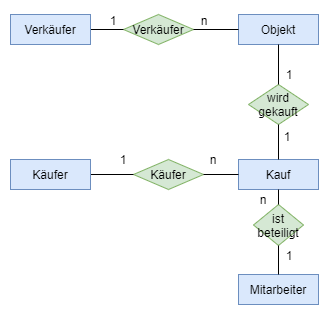 Verkäufer
1
Verkäufer
n
Objekt
1
wird
gekauft
1
Käufer
1
Käufer
n
Kauf
n
ist
beteiligt
1
Mitarbeiter